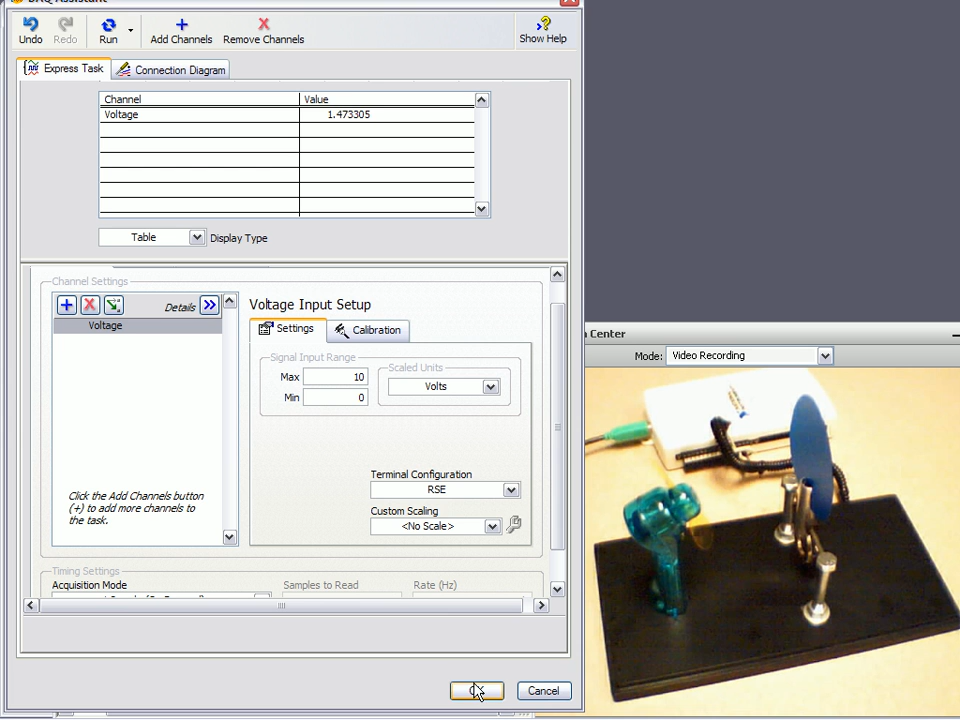 Undo Redo Run Add Channels Remove Channels Show Help
Express Task Connection Diagram
Channel Value
Voltage 1.473305
Table Display Type
Channel Settings
Details
Voltage
Click the Add Channels button
(+) to add more channels to
the task.
Voltage Input Setup
Settings Calibration
Signal Input Range
Max 10
Min 0
Scaled Units
Volts
Terminal Configuration
RSE
Custom Scaling
<No Scale>
Timing Settings
Acquisition Mode Samples to Read Rate (Hz)
Cancel
Center
Mode: Video Recording